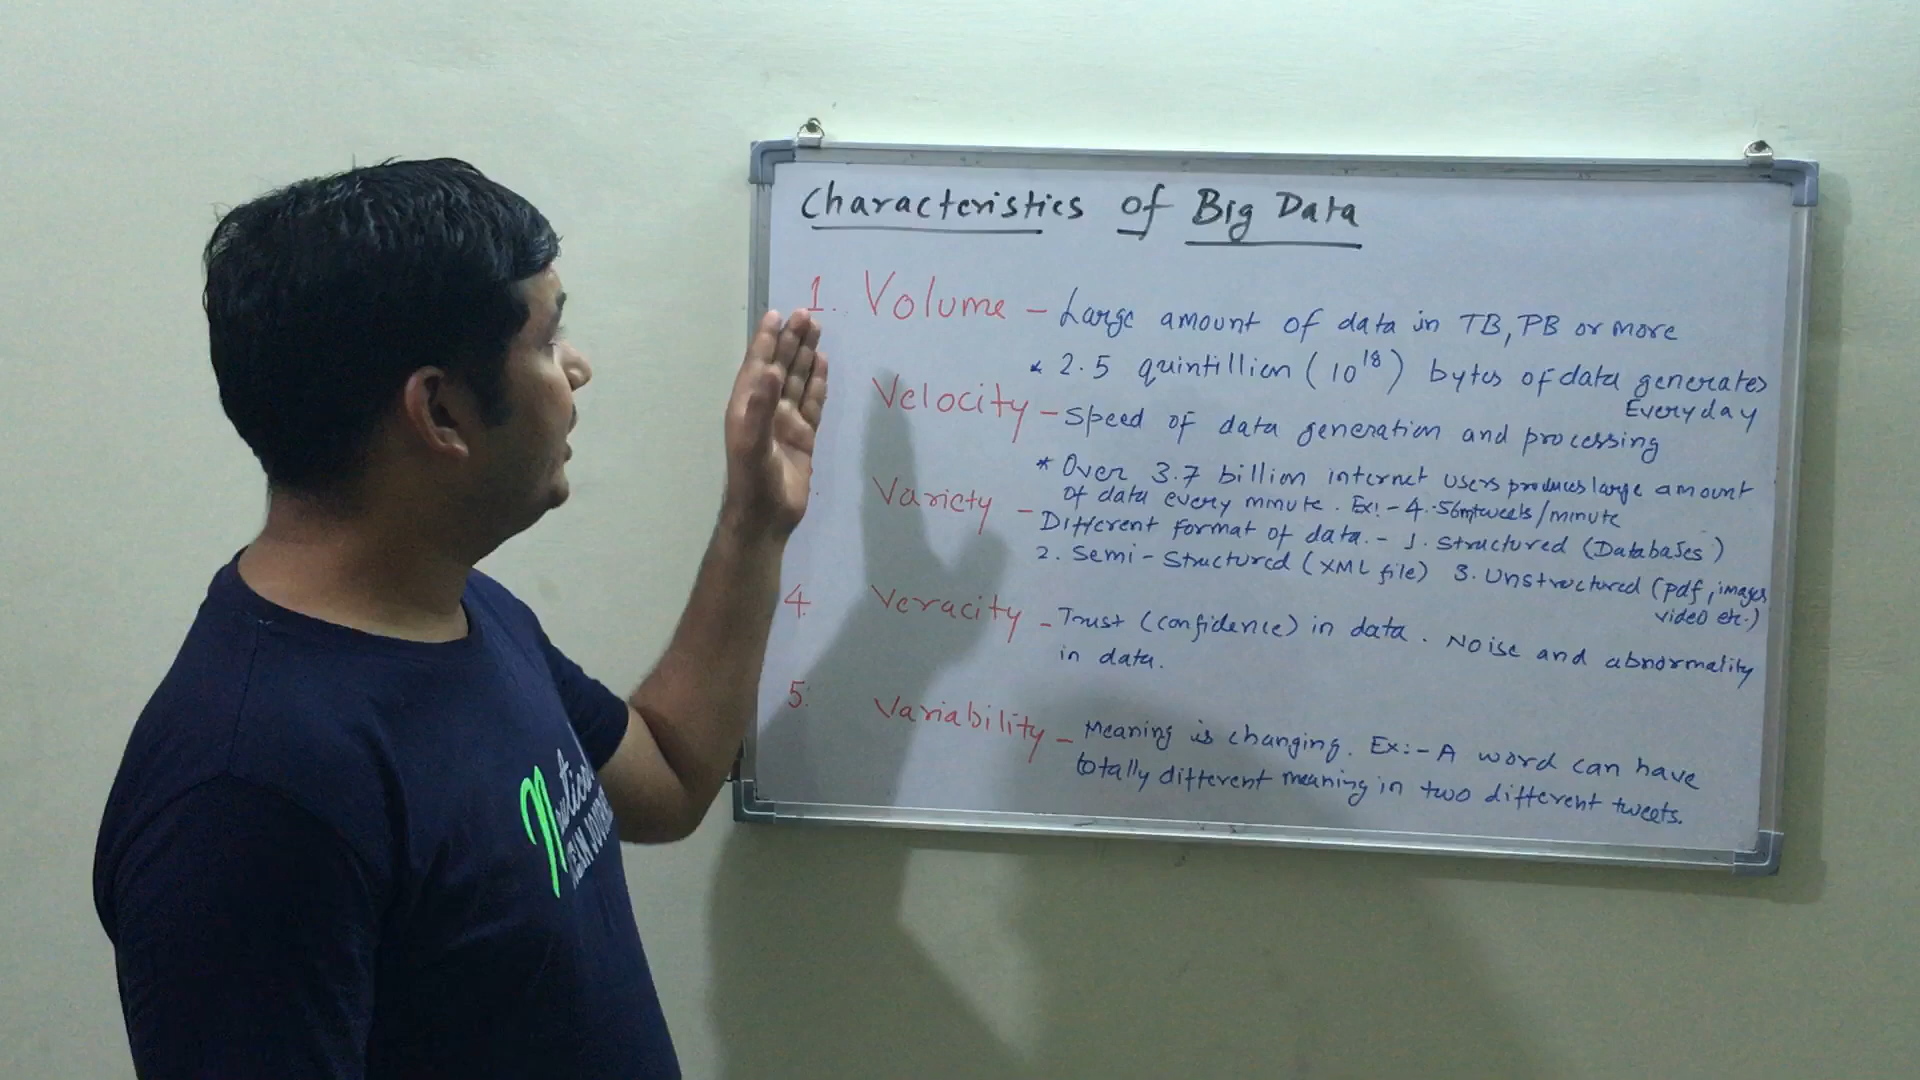 Characteristics of Big Data
1. Volume - Large amount of data in TB, PB or more
* 2.5 quintillion (10^18) bytes of data generates
Everyday
Velocity - Speed of data generation and processing
* Over 3.7 billion internet users produces large amount
of data every minute. Ex:- 4.56m tweets/minute
Variety - Different format of data. - 1. Structured (Databases)
2. Semi-Structured (XML file) 3. Unstructured (pdf, images
video etc.)
4. Veracity - Trust (confidence) in data. Noise and abnormality
in data.
5. Variability - Meaning is changing. Ex:- A word can have
totally different meaning in two different tweets.